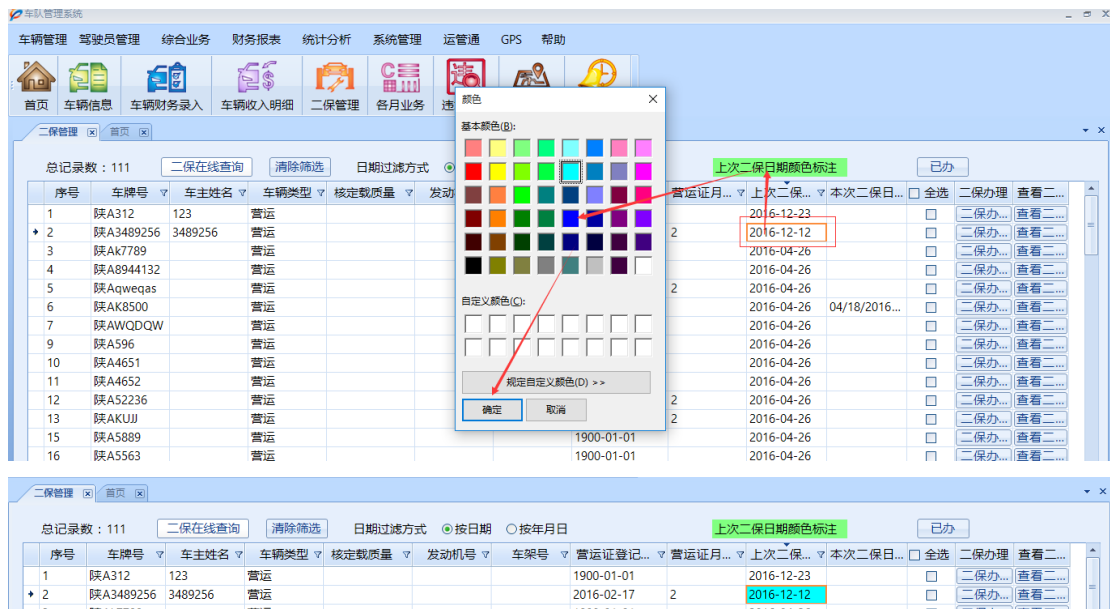 车队管理系统
车辆管理 驾驶员管理 综合业务 财务报表 统计分析 系统管理 运管通 GPS 帮助
首页 车辆信息 车辆财务录入 车辆收入明细 二保管理 各月业务 违
二保管理 首页
总记录数：111 二保在线查询 清除筛选 日期过滤方式 上次二保日期颜色标注 已办
序号 车牌号 车主姓名 车辆类型 核定载质量 发动 营运证月... 上次二保... 本次二保日... 全选 二保办理 查看二...
1 陕A312 123 营运 2016-12-23 二保办... 查看二...
2 陕A3489256 3489256 营运 2 2016-12-12 二保办... 查看二...
3 陕Ak7789 营运 2016-04-26 二保办... 查看二...
4 陕A8944132 营运 2016-04-26 二保办... 查看二...
5 陕Aqweqas 营运 2 2016-04-26 二保办... 查看二...
6 陕AK8500 营运 2016-04-26 04/18/2016... 二保办... 查看二...
7 陕AWQDQW 营运 2016-04-26 二保办... 查看二...
9 陕A596 营运 2016-04-26 二保办... 查看二...
10 陕A4651 营运 2016-04-26 二保办... 查看二...
11 陕A4652 营运 2016-04-26 二保办... 查看二...
12 陕A52236 营运 2 2016-04-26 二保办... 查看二...
13 陕AKUJJ 营运 2 2016-04-26 二保办... 查看二...
15 陕A5889 营运 1900-01-01 2016-04-26 二保办... 查看二...
16 陕A5563 营运 1900-01-01 2016-04-26 二保办... 查看二...
颜色
基本颜色(B):
自定义颜色(C):
规定自定义颜色(D) >>
确定 取消
二保管理 首页
总记录数：111 二保在线查询 清除筛选 日期过滤方式 按日期 按年月日 上次二保日期颜色标注 已办
序号 车牌号 车主姓名 车辆类型 核定载质量 发动机号 车架号 营运证登记... 营运证月... 上次二保... 本次二保日... 全选 二保办理 查看二...
1 陕A312 123 营运 1900-01-01 2016-12-23 二保办... 查看二...
2 陕A3489256 3489256 营运 2016-02-17 2 2016-12-12 二保办... 查看二...